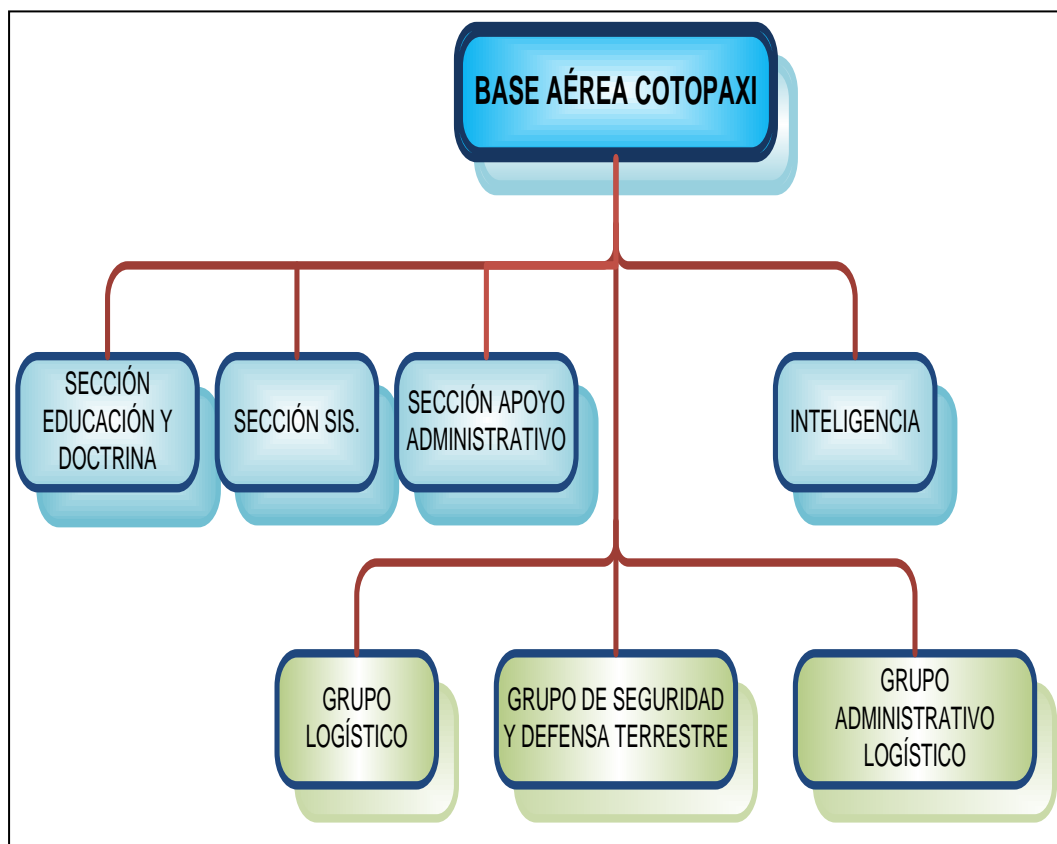 BASE AÉREA COTOPAXI
SECCIÓN
EDUCACIÓN Y
DOCTRINA
SECCIÓN SIS.
SECCIÓN APOYO
ADMINISTRATIVO
INTELIGENCIA
GRUPO
LOGÍSTICO
GRUPO DE SEGURIDAD
Y DEFENSA TERRESTRE
GRUPO
ADMINISTRATIVO
LOGÍSTICO